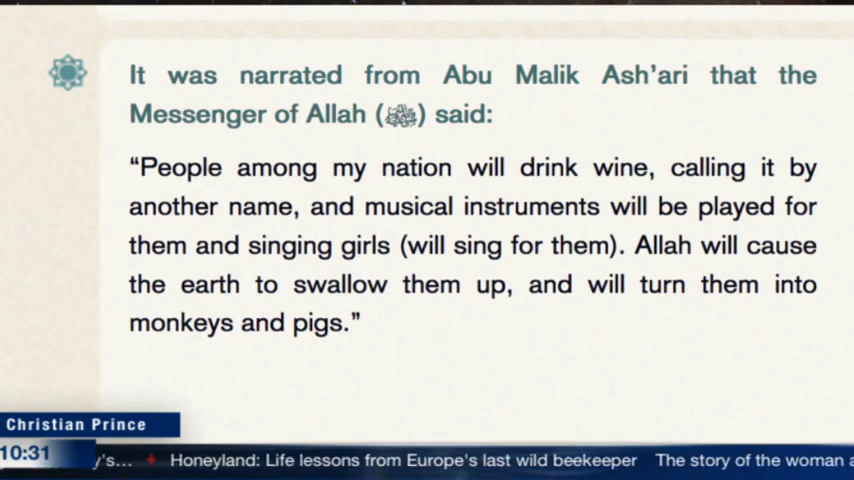 It was narrated from Abu Malik Ash'ari that the
Messenger of Allah (ﷺ) said:
“People among my nation will drink wine, calling it by
another name, and musical instruments will be played for
them and singing girls (will sing for them). Allah will cause
the earth to swallow them up, and will turn them into
monkeys and pigs.”
Christian Prince
10:31
y's... Honeyland: Life lessons from Europe's last wild beekeeper The story of the woman a